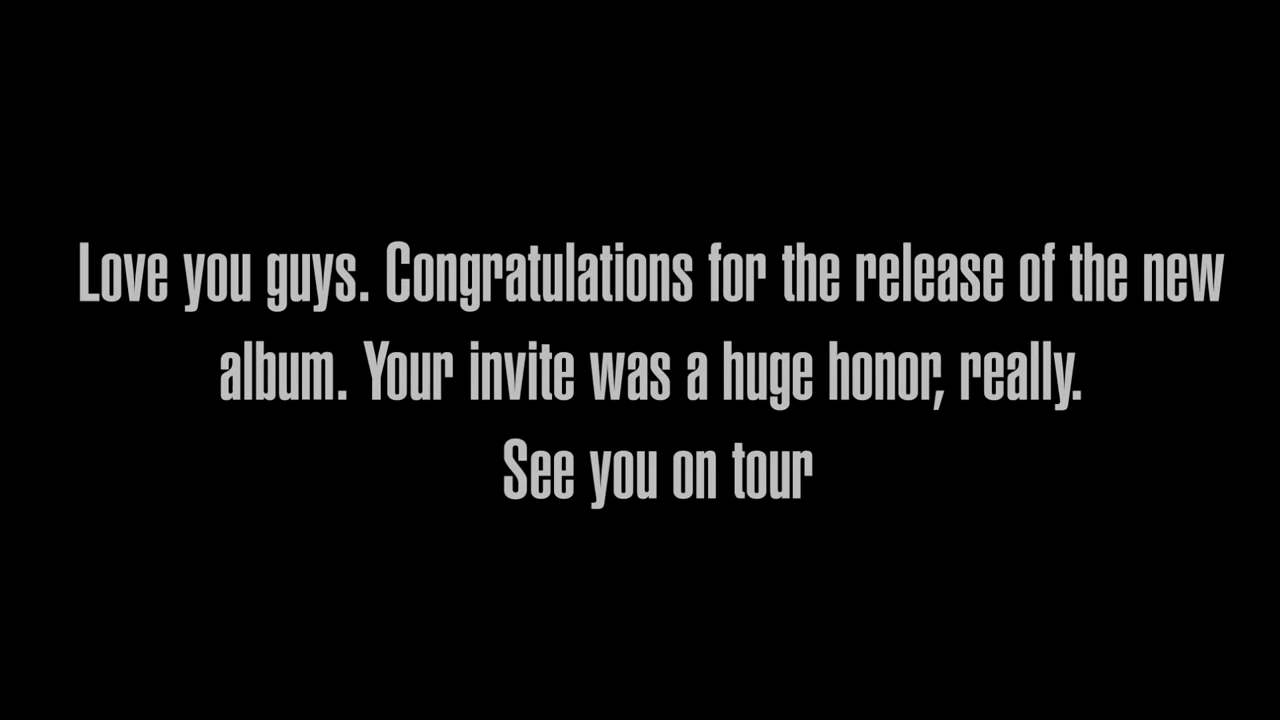 Love you guys. Congratulations for the release of the new
album. Your invite was a huge honor, really.
See you on tour